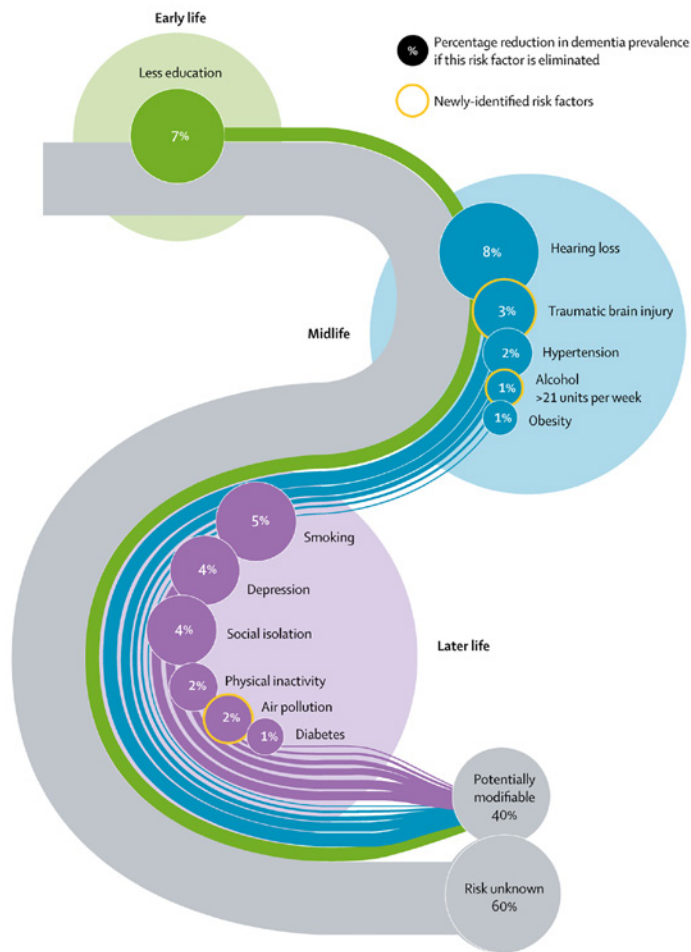 Early life
Less education
7%
%
Percentage reduction in dementia prevalence
if this risk factor is eliminated
Newly-identified risk factors
8%
Hearing loss
3%
Traumatic brain injury
Midlife
2%
Hypertension
1%
Alcohol
>21 units per week
1%
Obesity
5%
Smoking
4%
Depression
4%
Social isolation
Later life
2%
Physical inactivity
2%
Air pollution
1%
Diabetes
Potentially
modifiable
40%
Risk unknown
60%